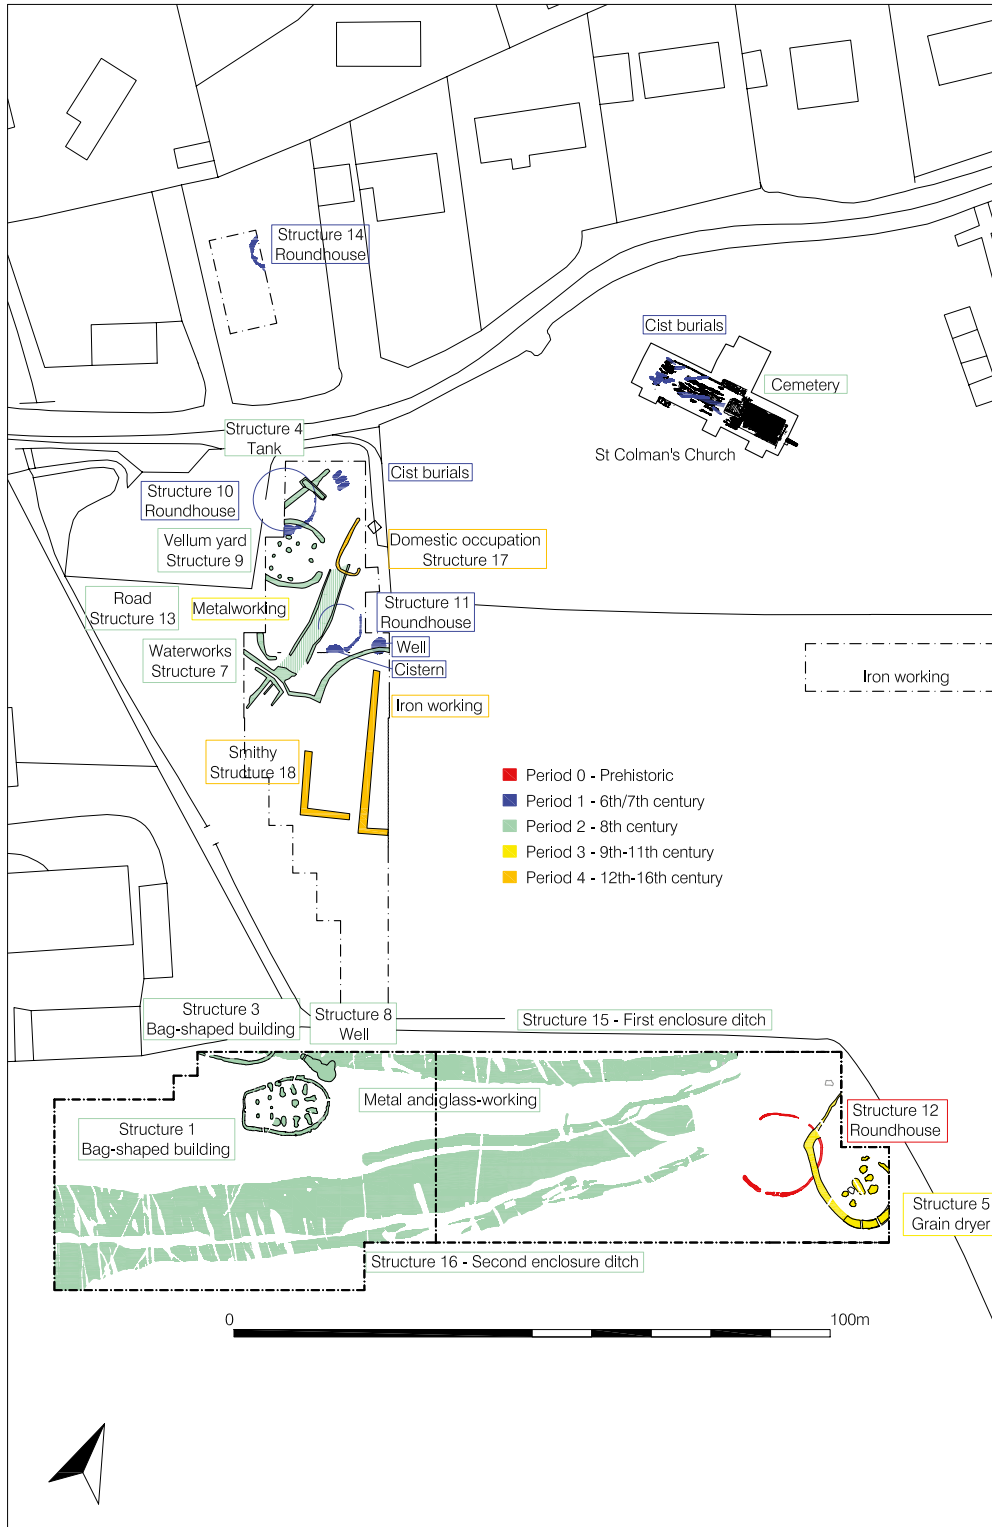 Structure 14
Roundhouse
Cist burials
Cemetery
St Colman's Church
Structure 4
Tank
Cist burials
Structure 10
Roundhouse
Vellum yard
Structure 9
Domestic occupation
Structure 17
Road
Structure 13
Metalworking
Structure 11
Roundhouse
Waterworks
Structure 7
Well
Cistern
Iron working
Iron working
Smithy
Structure 18
Period 0 - Prehistoric
Period 1 - 6th/7th century
Period 2 - 8th century
Period 3 - 9th-11th century
Period 4 - 12th-16th century
Structure 3
Bag-shaped building
Structure 8
Well
Structure 15 - First enclosure ditch
Metal and glass-working
Structure 12
Roundhouse
Structure 1
Bag-shaped building
Structure 5
Grain dryer
Structure 16 - Second enclosure ditch
0
100m